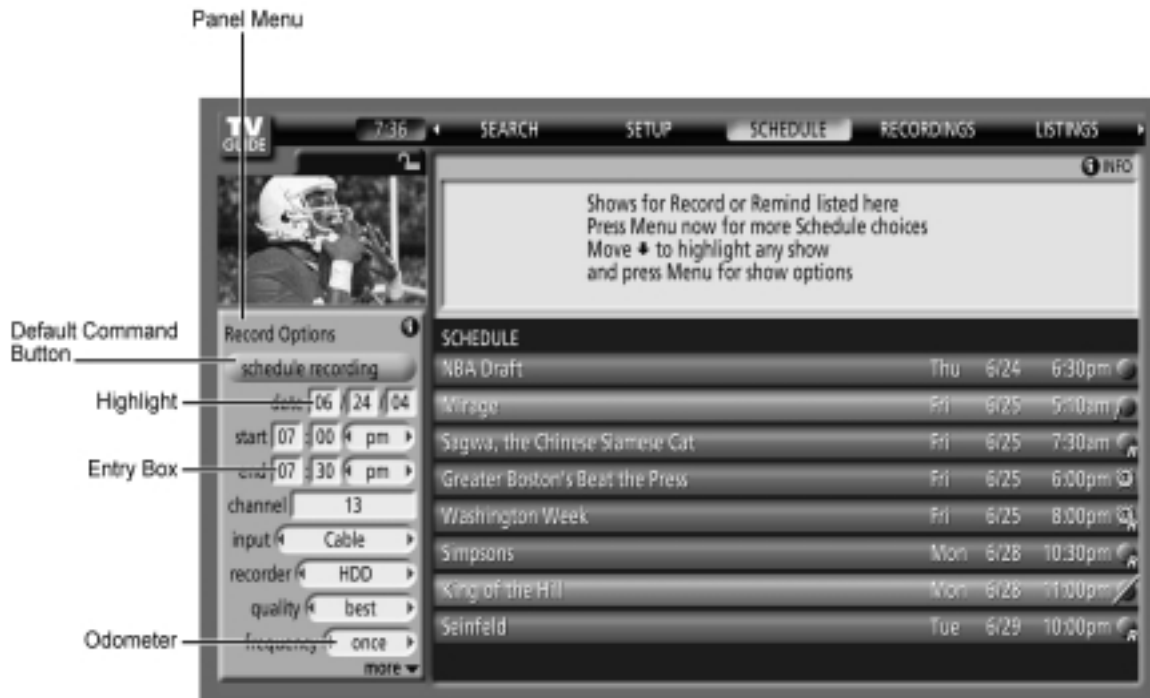 Panel Menu
TV GUIDE
7:36 SEARCH SETUP SCHEDULE RECORDINGS LISTINGS
INFO
Shows for Record or Remind listed here
Press Menu now for more Schedule choices
Move to highlight any show
and press Menu for show options
Default Command
Button
Highlight
Entry Box
Odometer
Record Options
schedule recording
date 06 / 24 / 04
start 07 : 00 pm
end 07 : 30 pm
channel 13
input Cable
recorder HDD
quality best
frequency once
more
SCHEDULE
NBA Draft Thu 6/24 6:30pm
Mirage Fri 6/25 5:10am
Sagwa, the Chinese Siamese Cat Fri 6/25 7:30am R
Greater Boston's Beat the Press Fri 6/25 6:00pm
Washington Week Fri 6/25 8:00pm R
Simpsons Mon 6/28 10:30pm R
King of the Hill Mon 6/28 11:00pm
Seinfeld Tue 6/29 10:00pm R